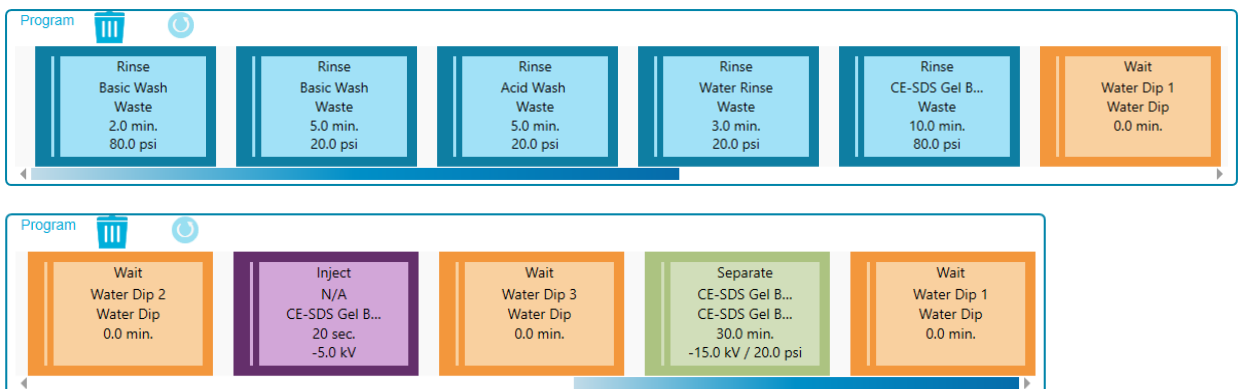 Program
Rinse
Basic Wash
Waste
2.0 min.
80.0 psi
Rinse
Basic Wash
Waste
5.0 min.
20.0 psi
Rinse
Acid Wash
Waste
5.0 min.
20.0 psi
Rinse
Water Rinse
Waste
3.0 min.
20.0 psi
Rinse
CE-SDS Gel B...
Waste
10.0 min.
80.0 psi
Wait
Water Dip 1
Water Dip
0.0 min.
Program
Wait
Water Dip 2
Water Dip
0.0 min.
Inject
N/A
CE-SDS Gel B...
20 sec.
-5.0 kV
Wait
Water Dip 3
Water Dip
0.0 min.
Separate
CE-SDS Gel B...
CE-SDS Gel B...
30.0 min.
-15.0 kV / 20.0 psi
Wait
Water Dip 1
Water Dip
0.0 min.